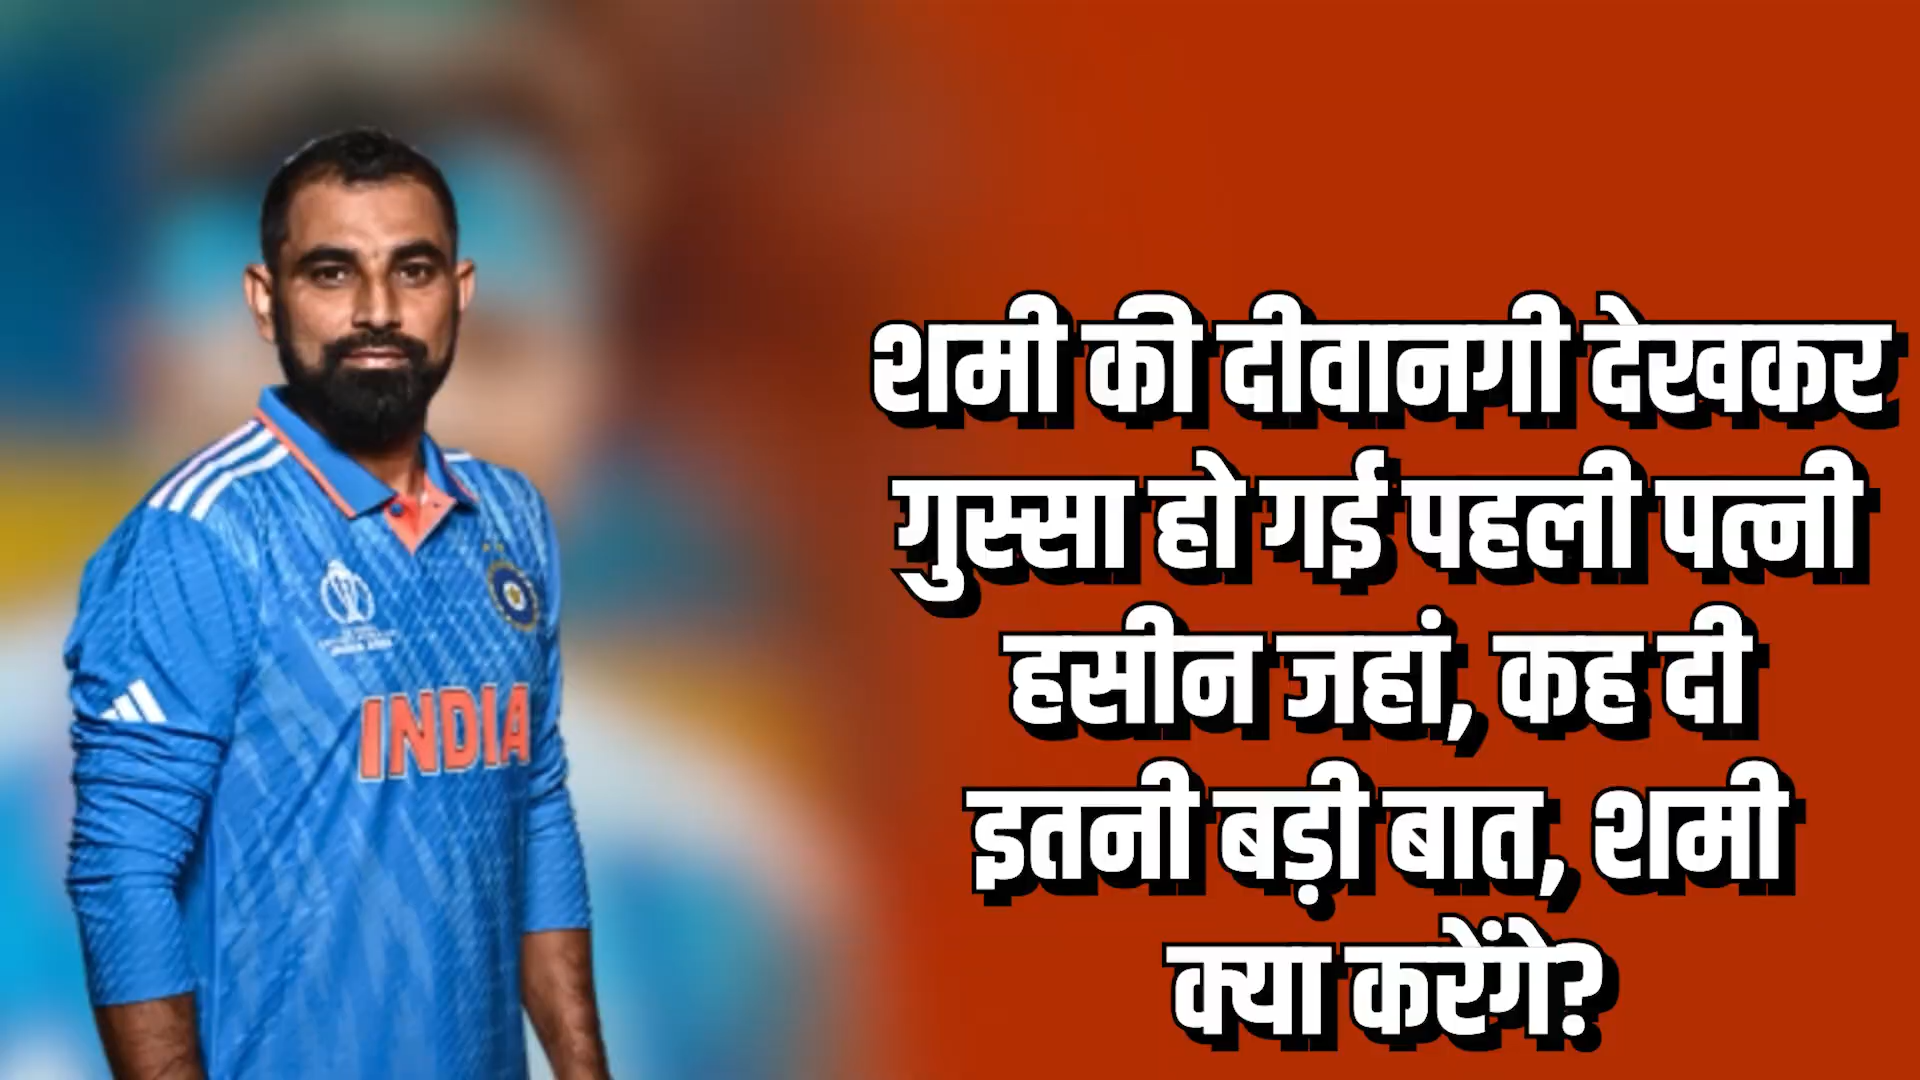 शमी की दीवानगी देखकर
गुस्सा हो गई पहली पत्नी
हसीन जहां, कह दी
इतनी बड़ी बात, शमी
क्या करेंगे?
INDIA